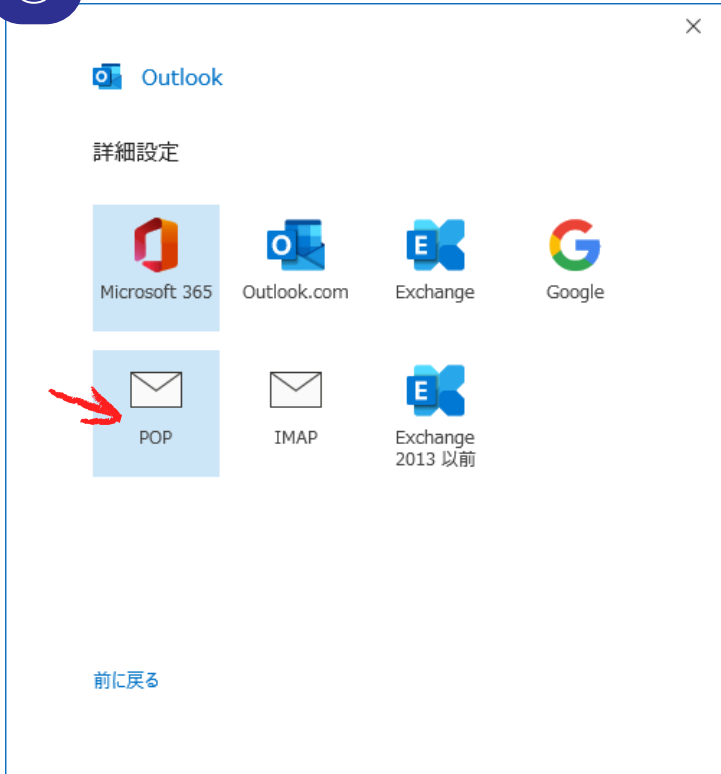 Outlook
詳細設定
Microsoft 365
Outlook.com
Exchange
Google
POP
IMAP
Exchange
2013 以前
前に戻る